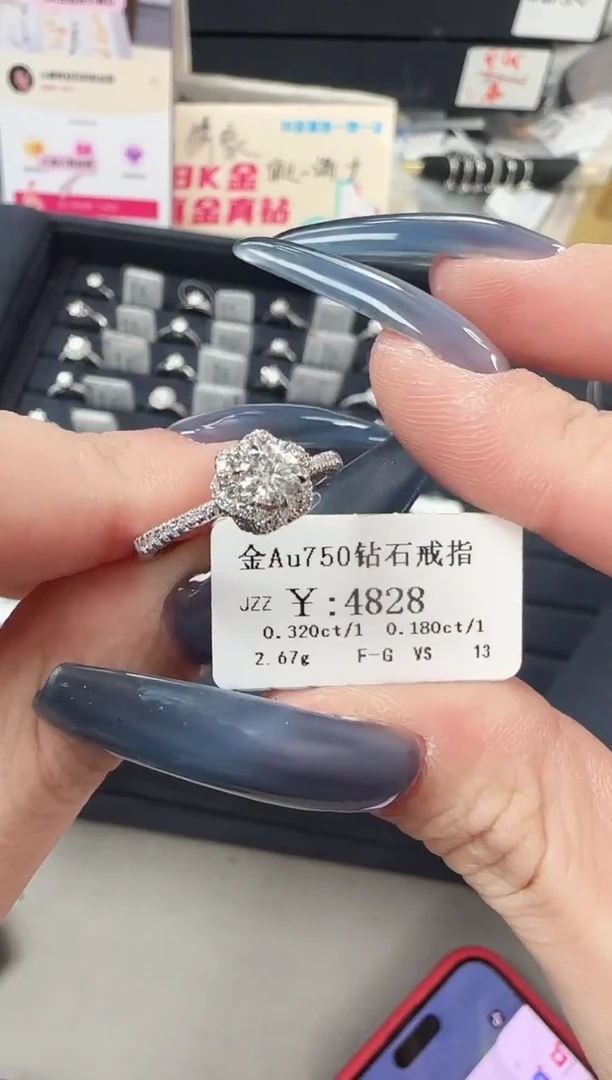 8K金
真金真钻
金Au750钻石戒指
JZZ ￥:4828
0.320ct/1 0.180ct/1
2.67g F-G VS 13